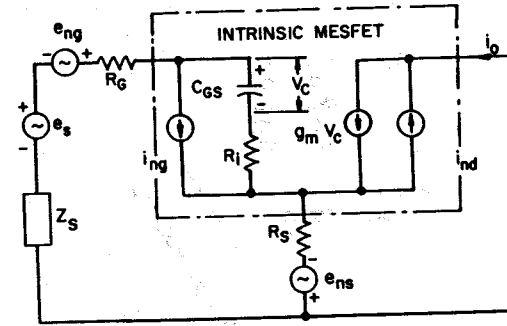 INTRINSIC MESFET
e_ng
- +
R_G
C_GS
+
-
V_C
i_o
+
e_s
-
i_ng
R_i
g_m V_C
i_nd
Z_S
R_S
-
e_ns
+